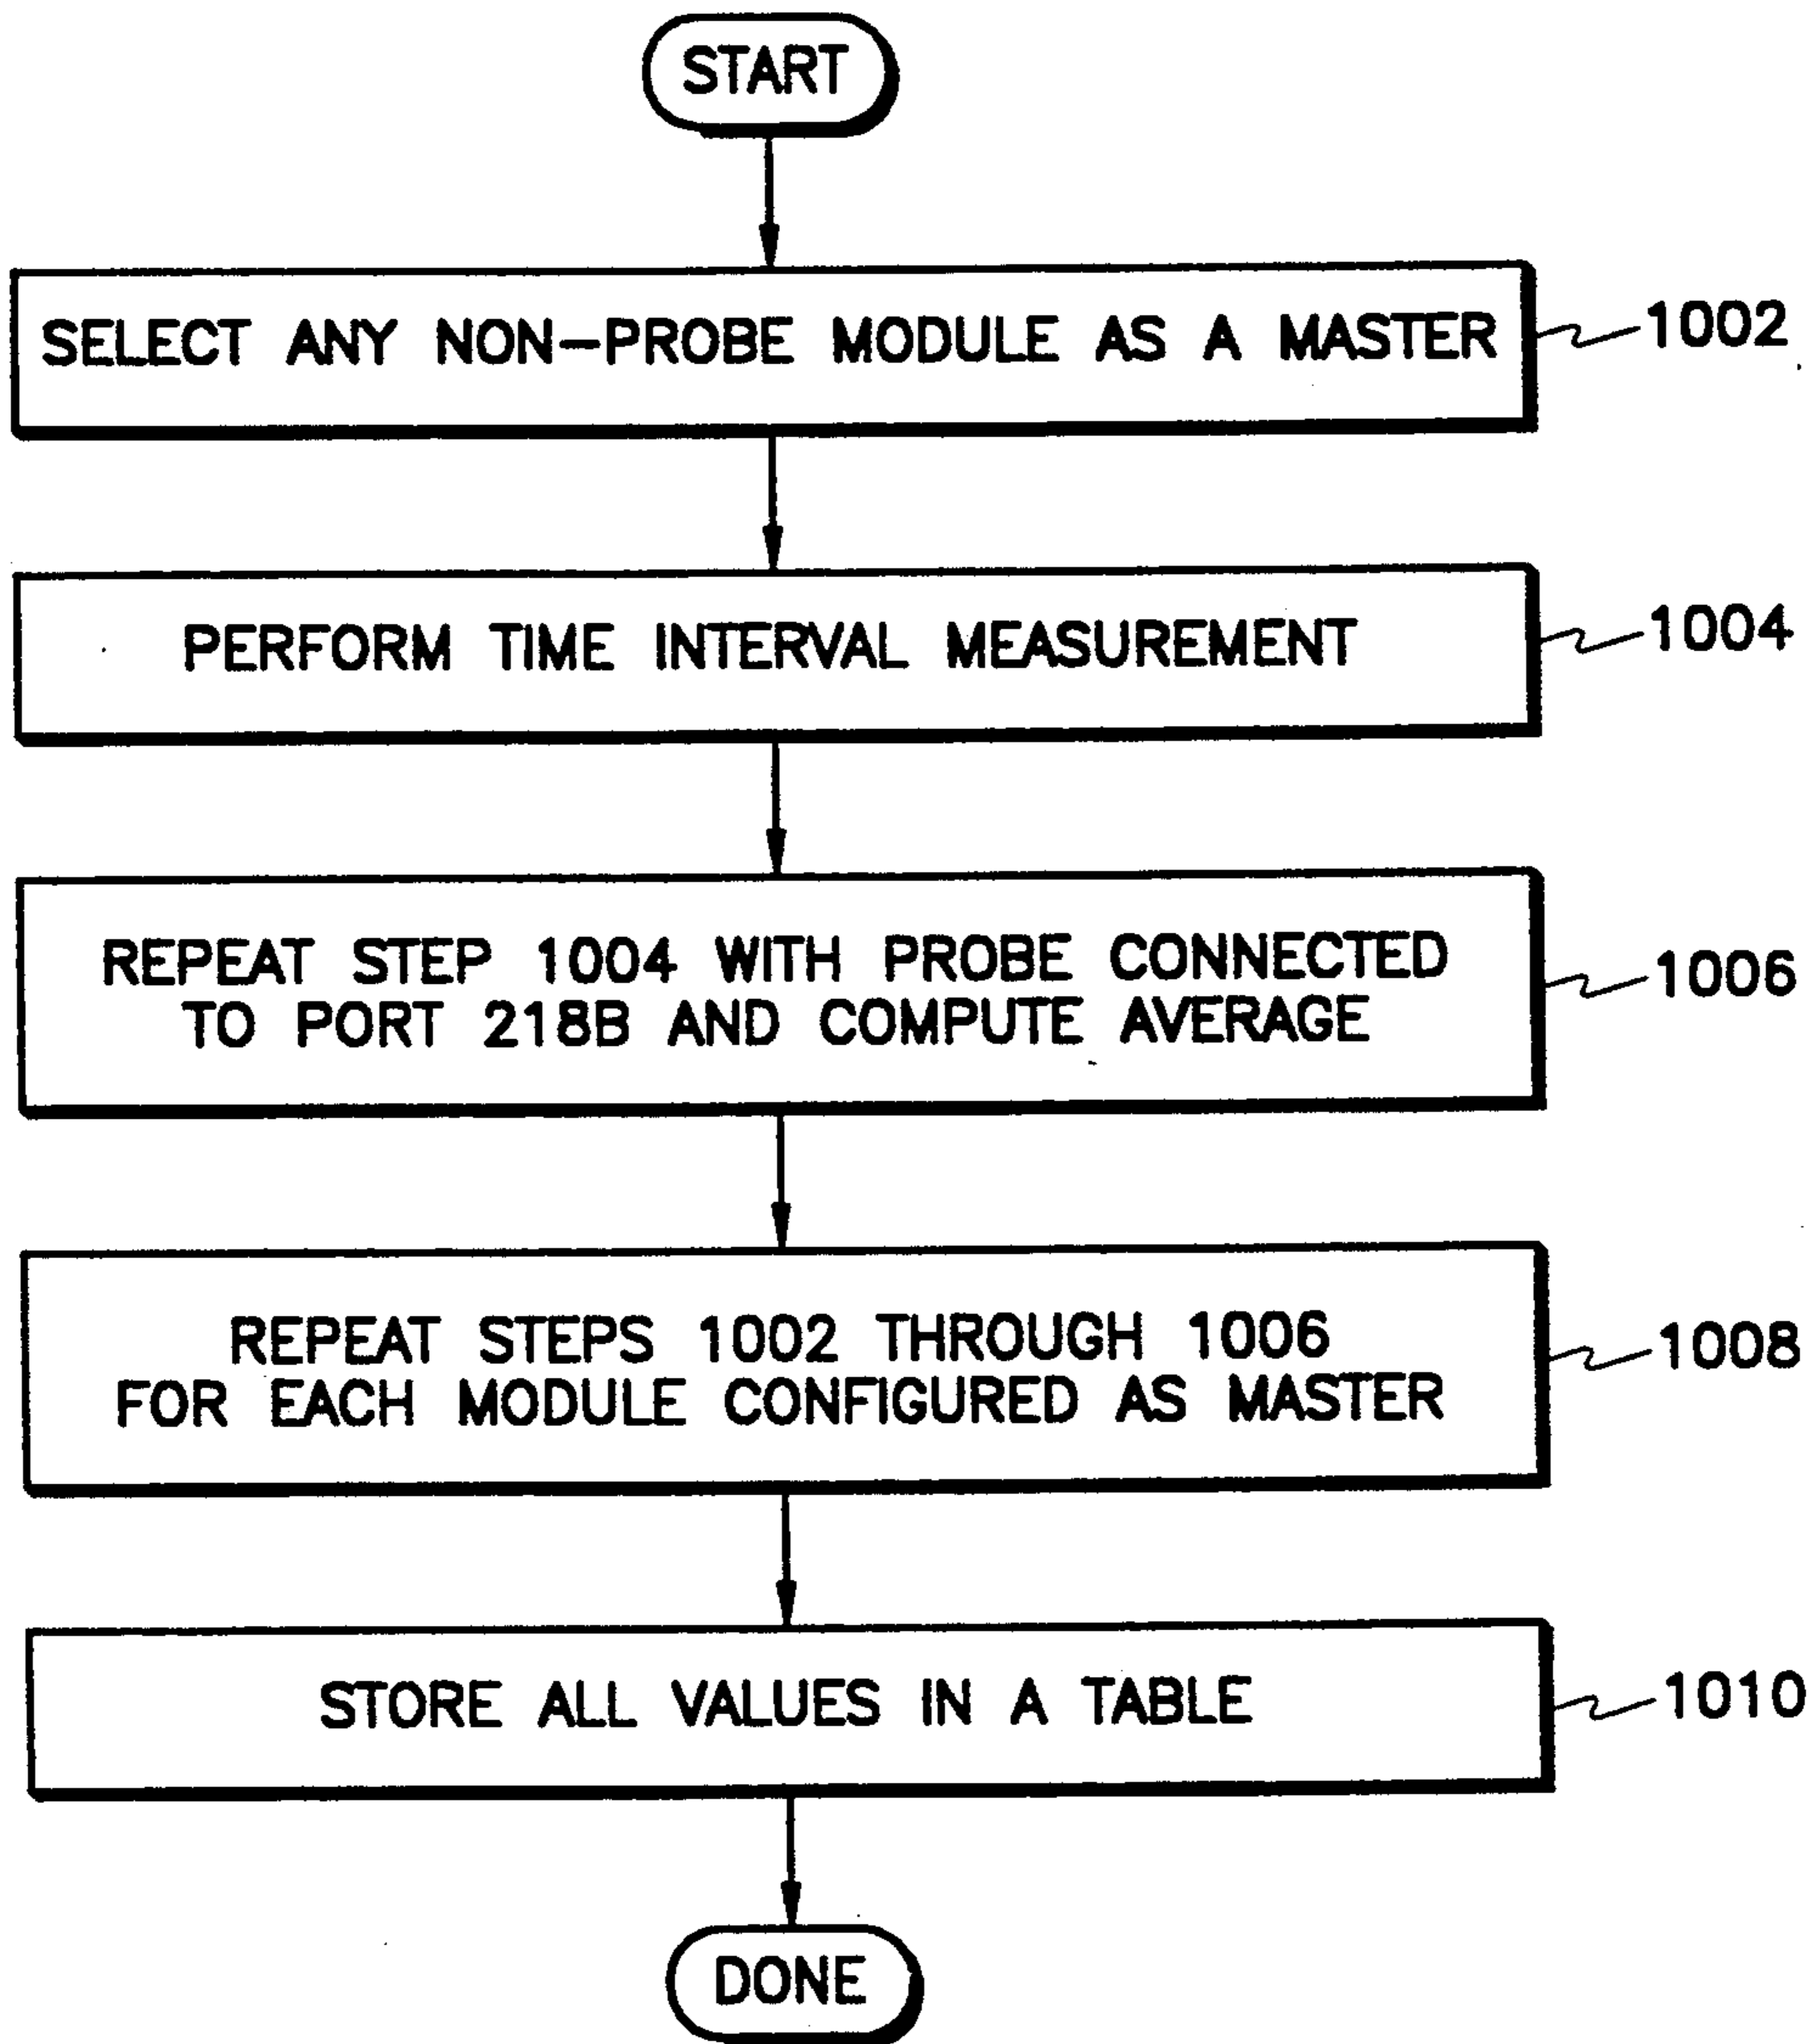 START
SELECT ANY NON-PROBE MODULE AS A MASTER
1002
PERFORM TIME INTERVAL MEASUREMENT
1004
REPEAT STEP 1004 WITH PROBE CONNECTED
TO PORT 218B AND COMPUTE AVERAGE
1006
REPEAT STEPS 1002 THROUGH 1006
FOR EACH MODULE CONFIGURED AS MASTER
1008
STORE ALL VALUES IN A TABLE
1010
DONE